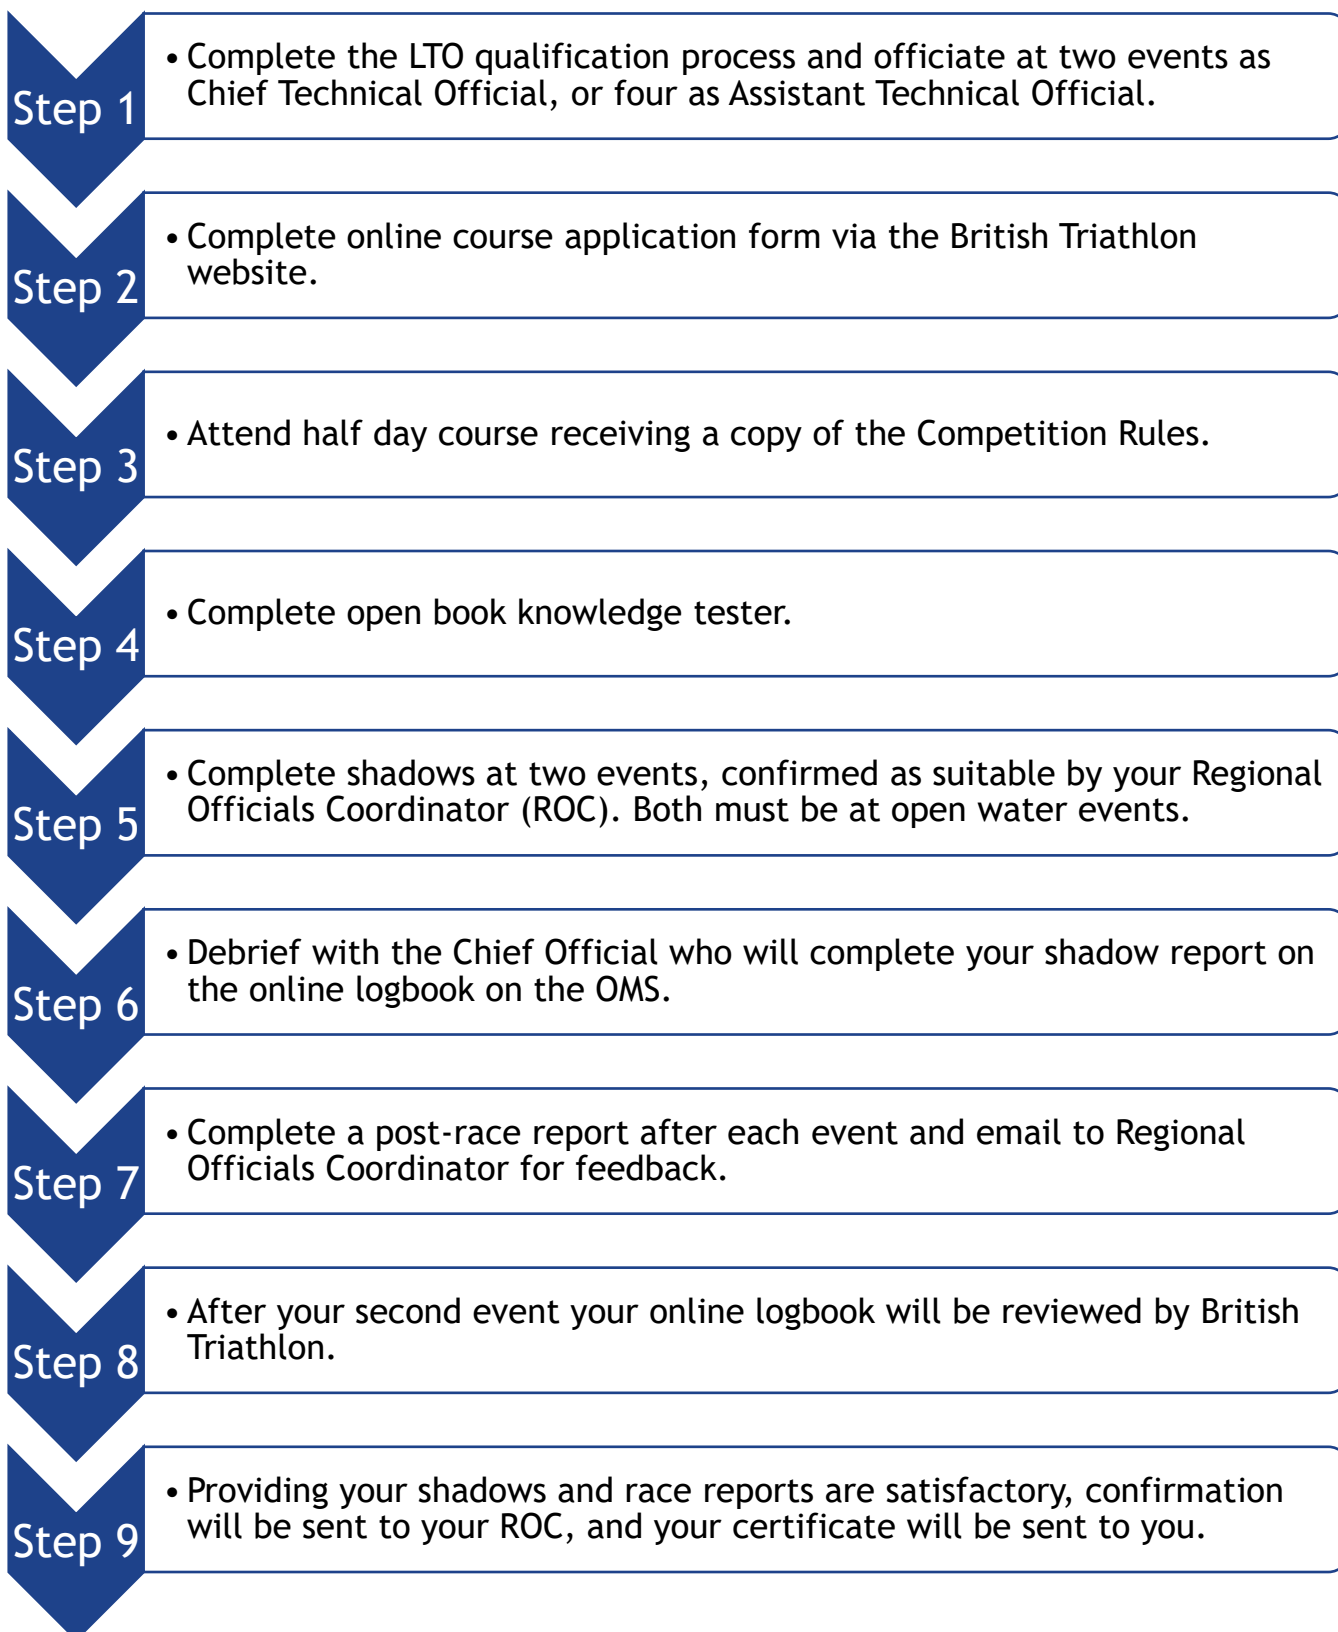 Step 1
• Complete the LTO qualification process and officiate at two events as
Chief Technical Official, or four as Assistant Technical Official.
Step 2
• Complete online course application form via the British Triathlon
website.
Step 3
• Attend half day course receiving a copy of the Competition Rules.
Step 4
• Complete open book knowledge tester.
Step 5
• Complete shadows at two events, confirmed as suitable by your Regional
Officials Coordinator (ROC). Both must be at open water events.
Step 6
• Debrief with the Chief Official who will complete your shadow report on
the online logbook on the OMS.
Step 7
• Complete a post-race report after each event and email to Regional
Officials Coordinator for feedback.
Step 8
• After your second event your online logbook will be reviewed by British
Triathlon.
Step 9
• Providing your shadows and race reports are satisfactory, confirmation
will be sent to your ROC, and your certificate will be sent to you.